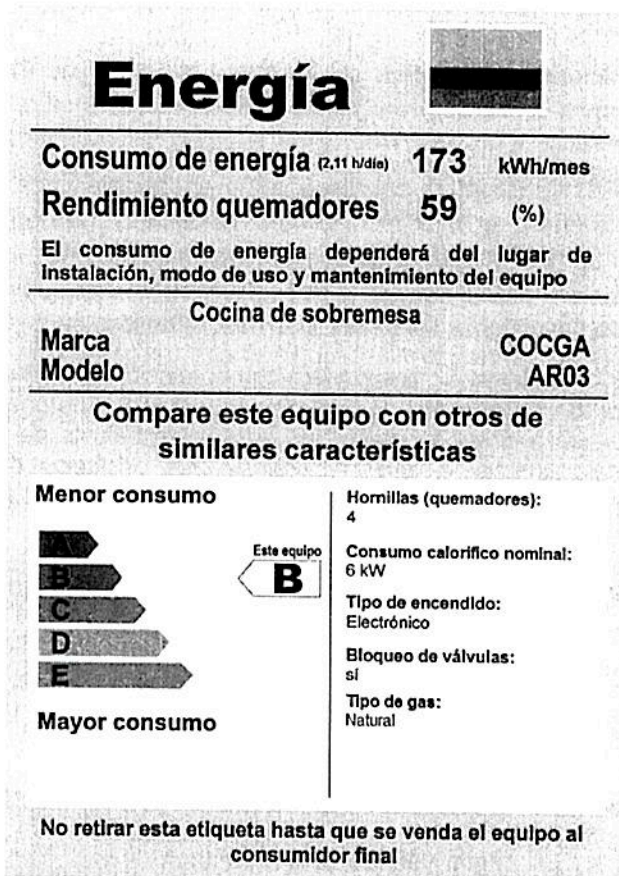 Energía
Consumo de energía (2,11 h/día) 173 kWh/mes
Rendimiento quemadores 59 (%)
El consumo de energía dependerá del lugar de
instalación, modo de uso y mantenimiento del equipo
Cocina de sobremesa
Marca COCGA
Modelo AR03
Compare este equipo con otros de
similares características
Menor consumo
A
B
C
D
E
Este equipo
B
Mayor consumo
Hornillas (quemadores):
4
Consumo calorífico nominal:
6 kW
Tipo de encendido:
Electrónico
Bloqueo de válvulas:
sí
Tipo de gas:
Natural
No retirar esta etiqueta hasta que se venda el equipo al
consumidor final